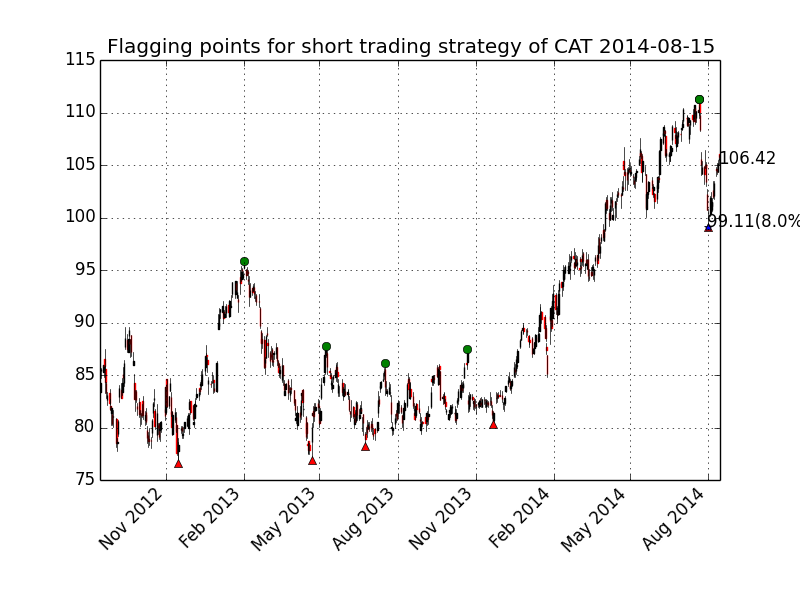 Flagging points for short trading strategy of CAT 2014-08-15
115
110
105
100
95
90
85
80
75
106.42
99.11(8.0%
Nov 2012
Feb 2013
May 2013
Aug 2013
Nov 2013
Feb 2014
May 2014
Aug 2014